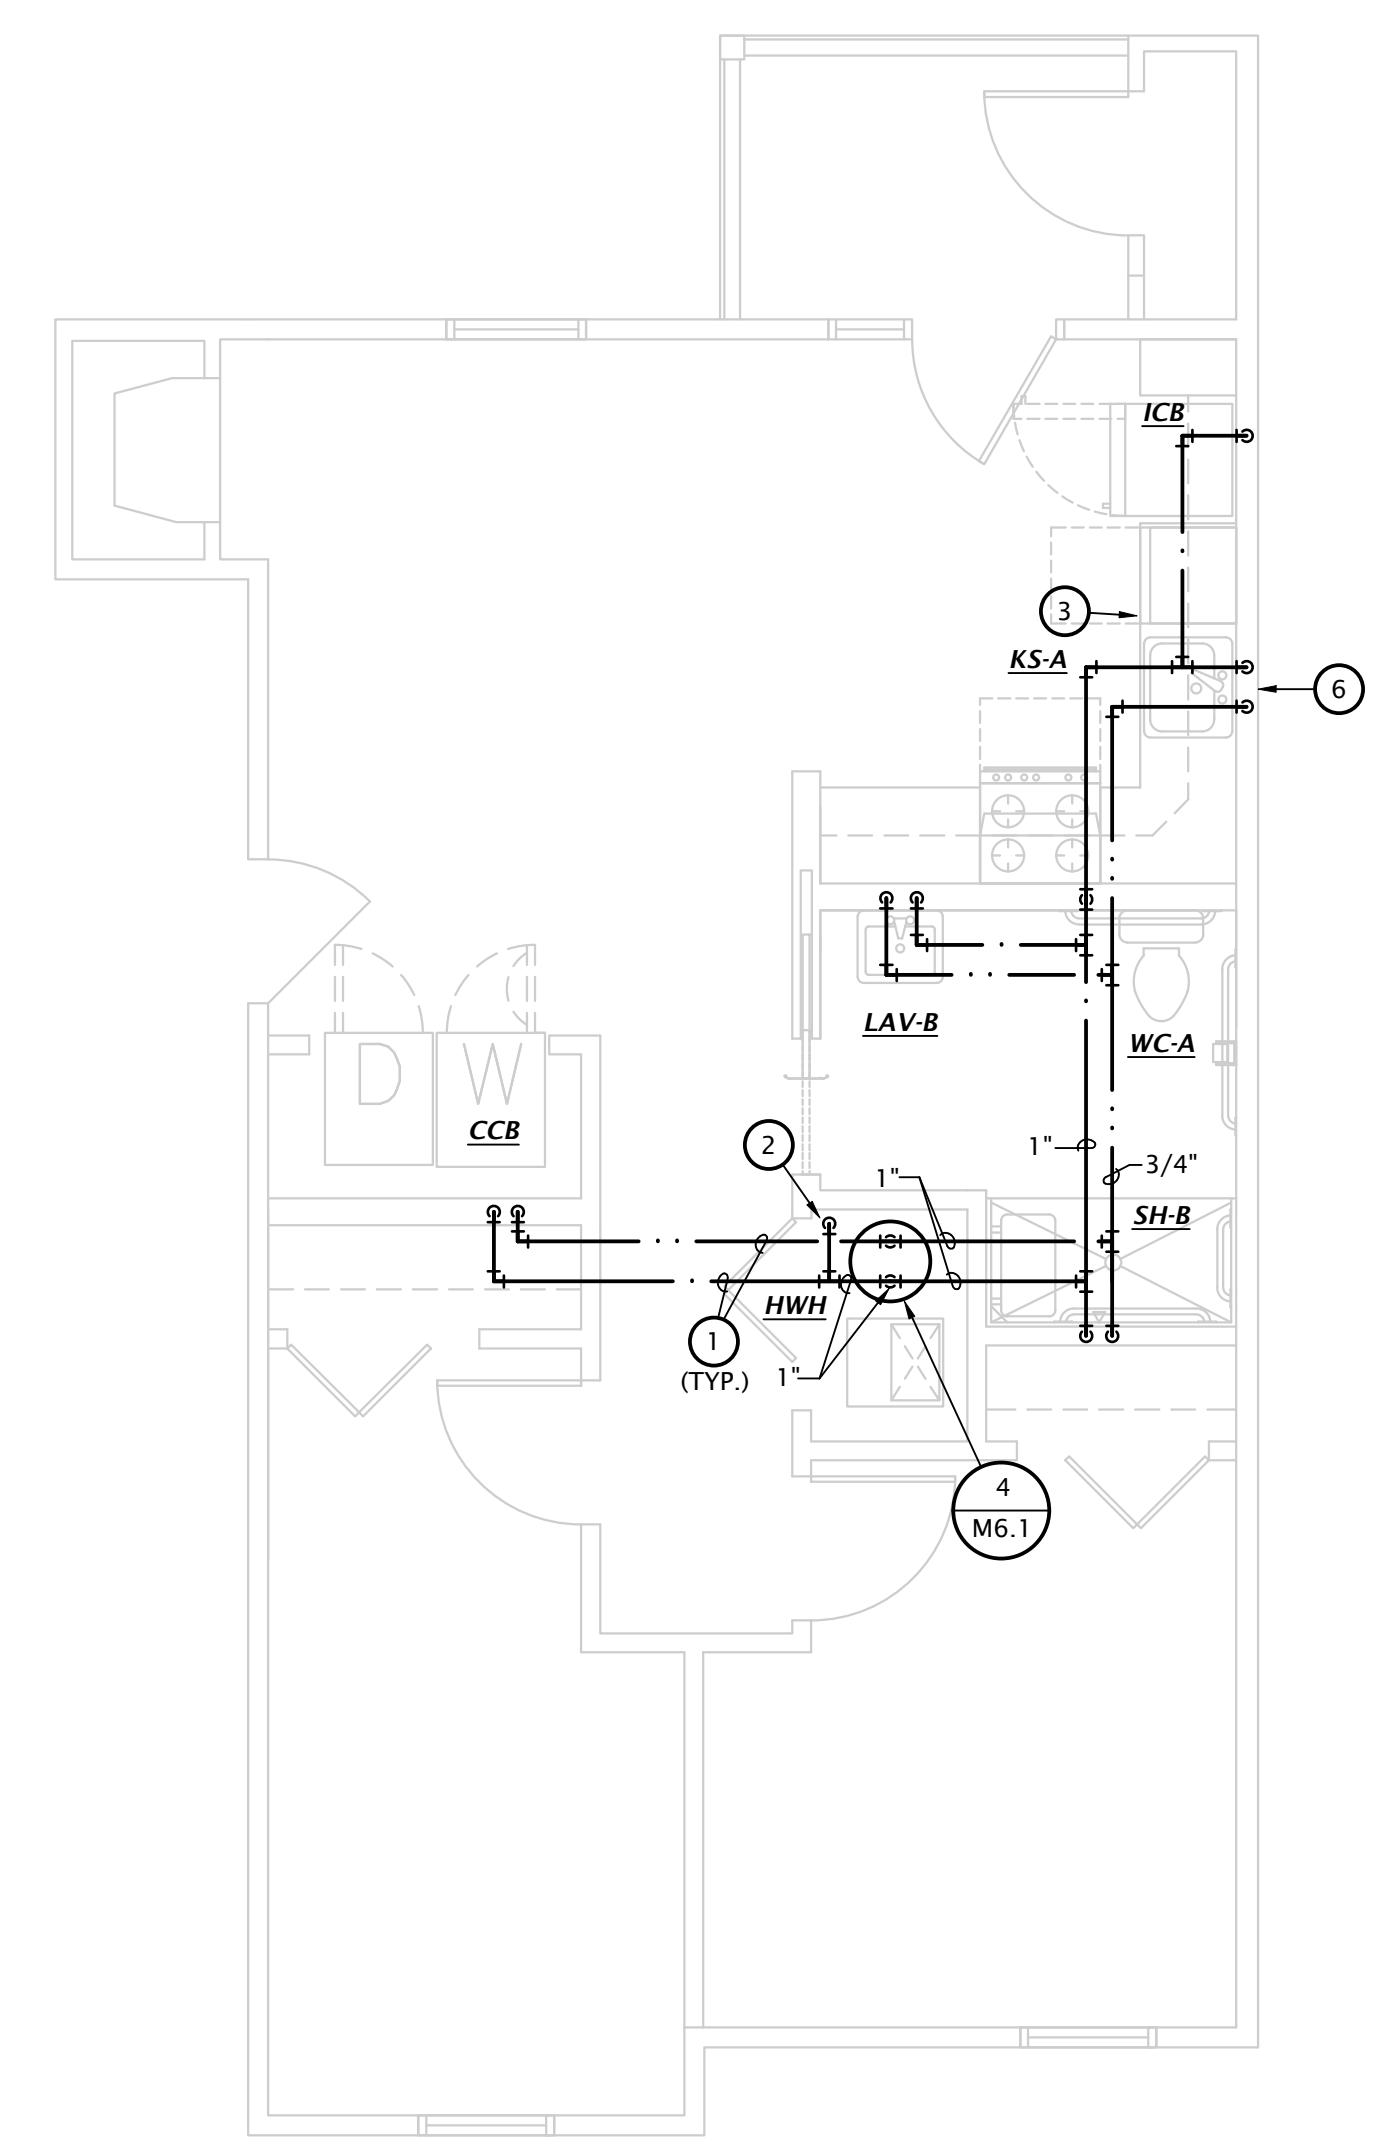 ICB
3
KS-A
6
LAV-B
WC-A
D
W
CCB
2
1"
3/4"
1"
SH-B
HWH
1
(TYP.)
1"
4
M6.1